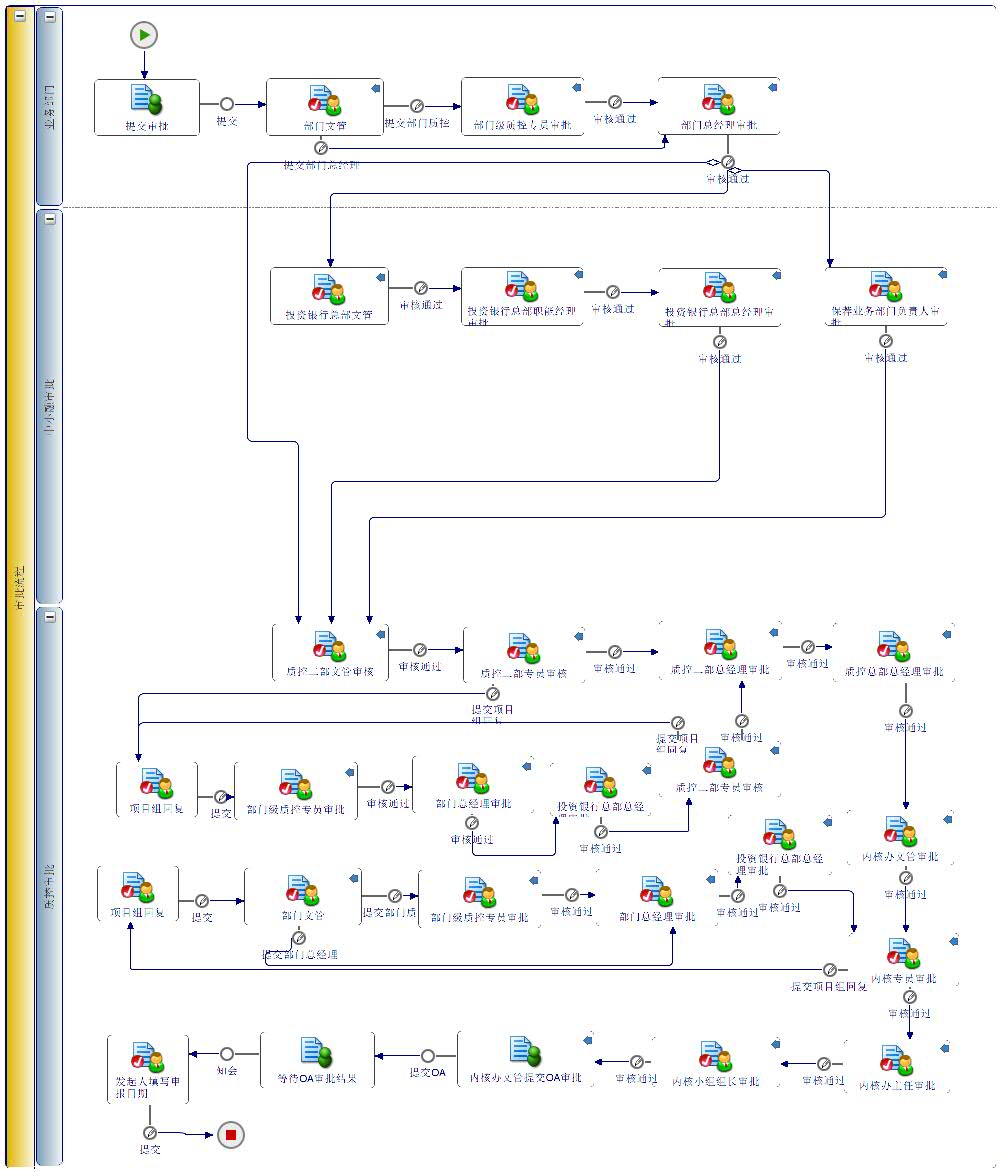 审批流程
业务部门
提交审批
提交
部门文管
提交部门质控
部门级质控专员审批
审核通过
部门总经理审批
提交部门总经理
审核通过
中小融审批
投资银行总部文管
审核通过
投资银行总部职能经理
审批
审核通过
投资银行总部总经理审
批
保荐业务部门负责人审
批
审核通过
审核通过
质控审批
质控二部文管审核
审核通过
质控二部专员审核
审核通过
质控二部总经理审批
审核通过
质控总部总经理审批
提交项目
组回复
提交项目
组回复
审核通过
审核通过
项目组回复
提交
部门级质控专员审批
审核通过
部门总经理审批
审核通过
投资银行总部总经
理审批
审核通过
质控二部专员审核
投资银行总部总经
理审批
内核办文管审批
项目组回复
提交
部门文管
提交部门质
部门级质控专员审批
审核通过
部门总经理审批
审核通过
审核通过
审核通过
提交部门总经理
提交项目组回复
内核专员审批
审核通过
发起人填写申
报日期
知会
等待OA审批结果
提交OA
内核办文管提交OA审批
审核通过
内核小组组长审批
审核通过
内核办主任审批
提交